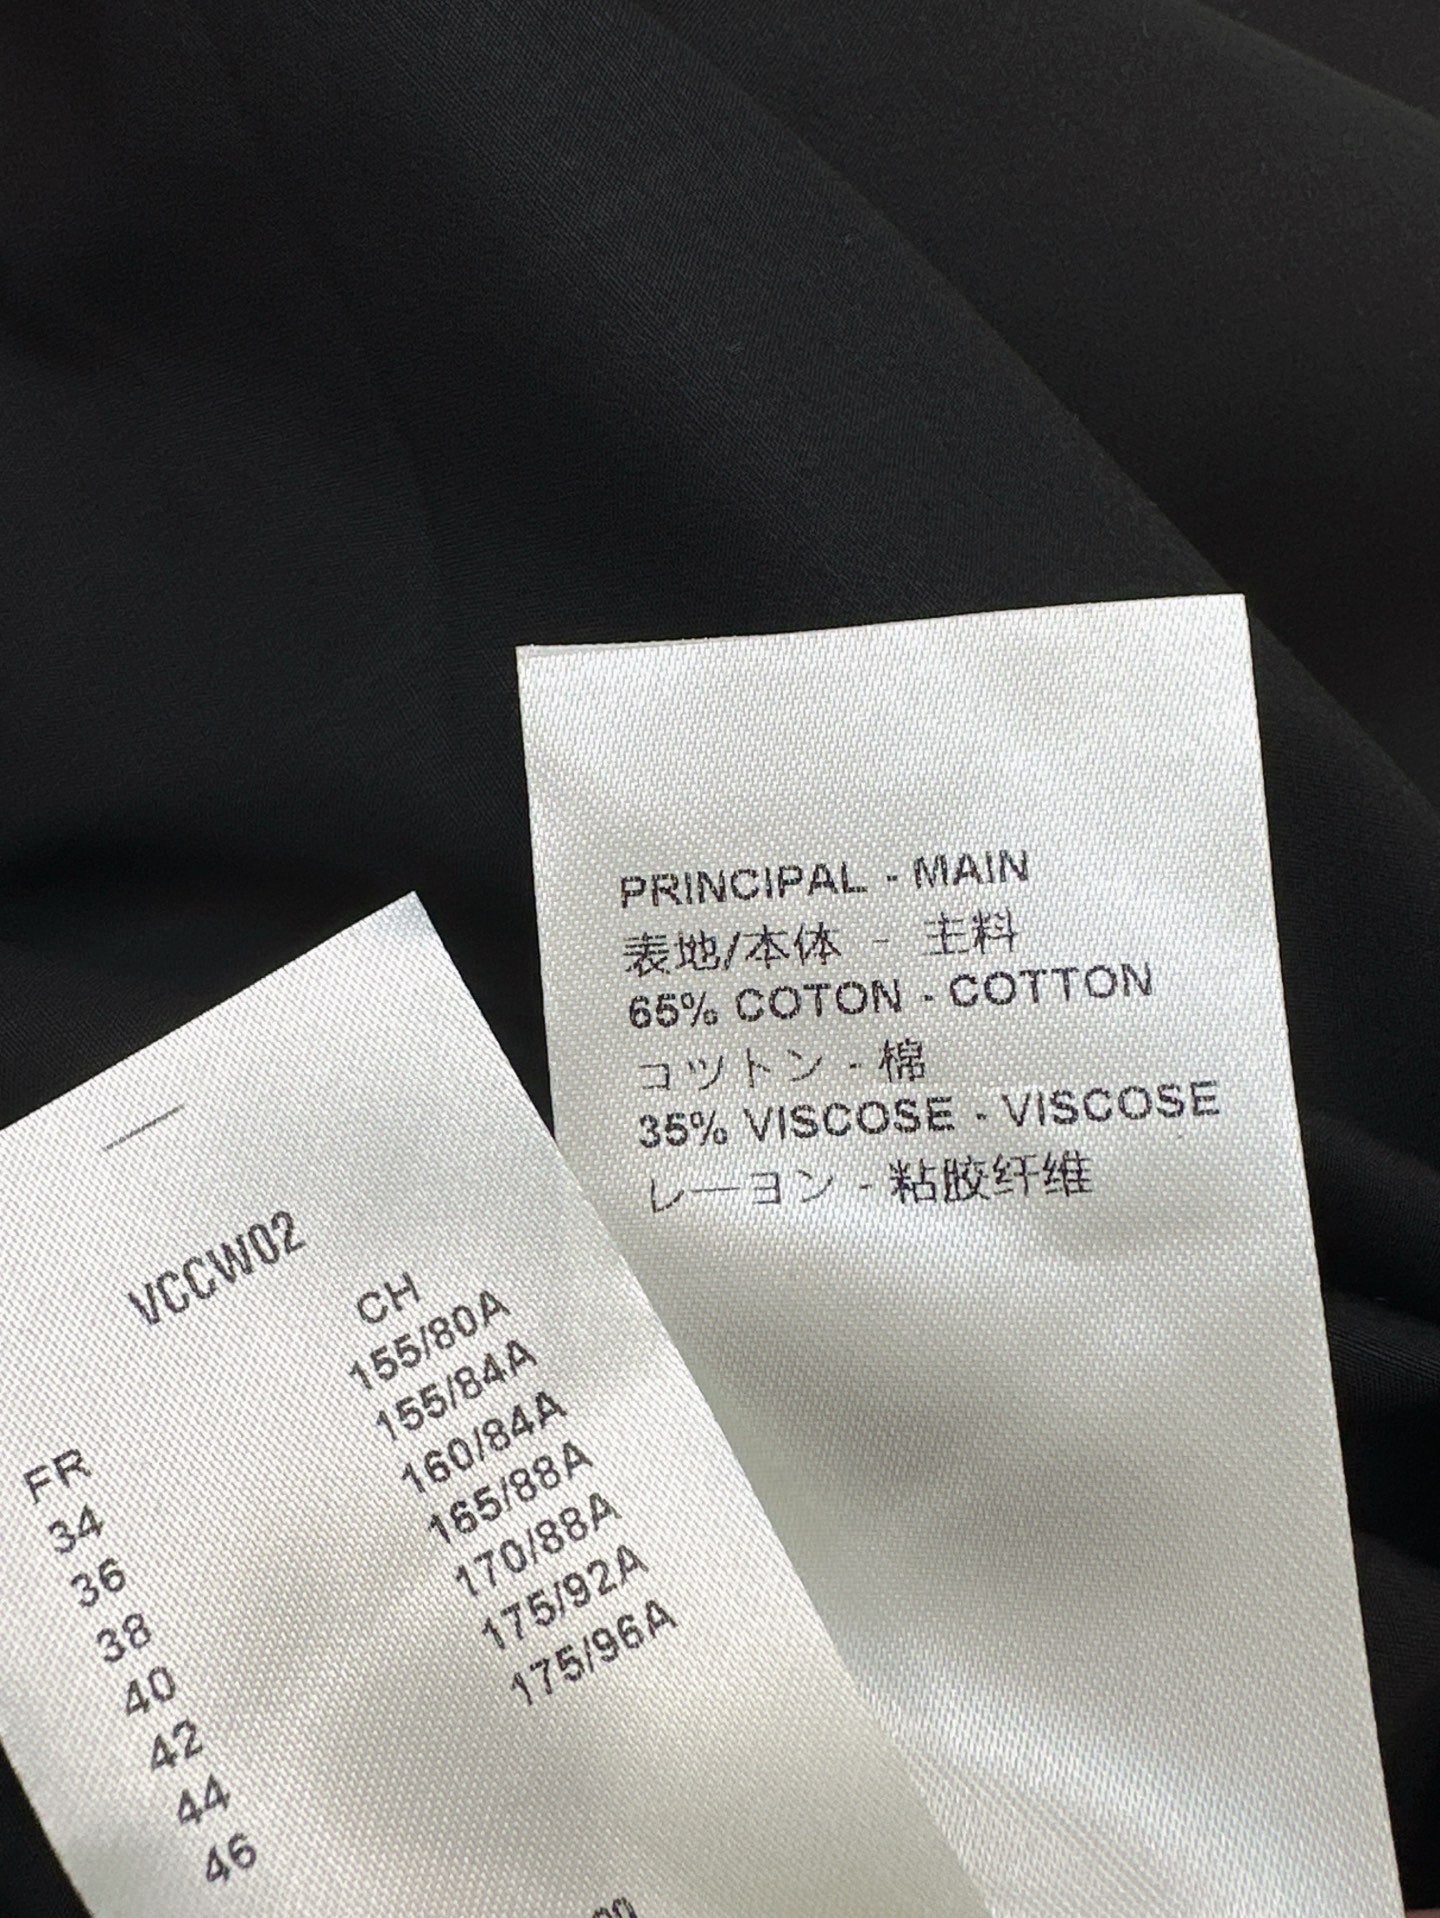 PRINCIPAL - MAIN
表地/本体 - 主料
65% COTON - COTTON
コットン - 棉
35% VISCOSE - VISCOSE
レーヨン - 粘胶纤维
VCCW02
FR CH
34 155/80A
36 155/84A
38 160/84A
40 165/88A
42 170/88A
44 175/92A
46 175/96A